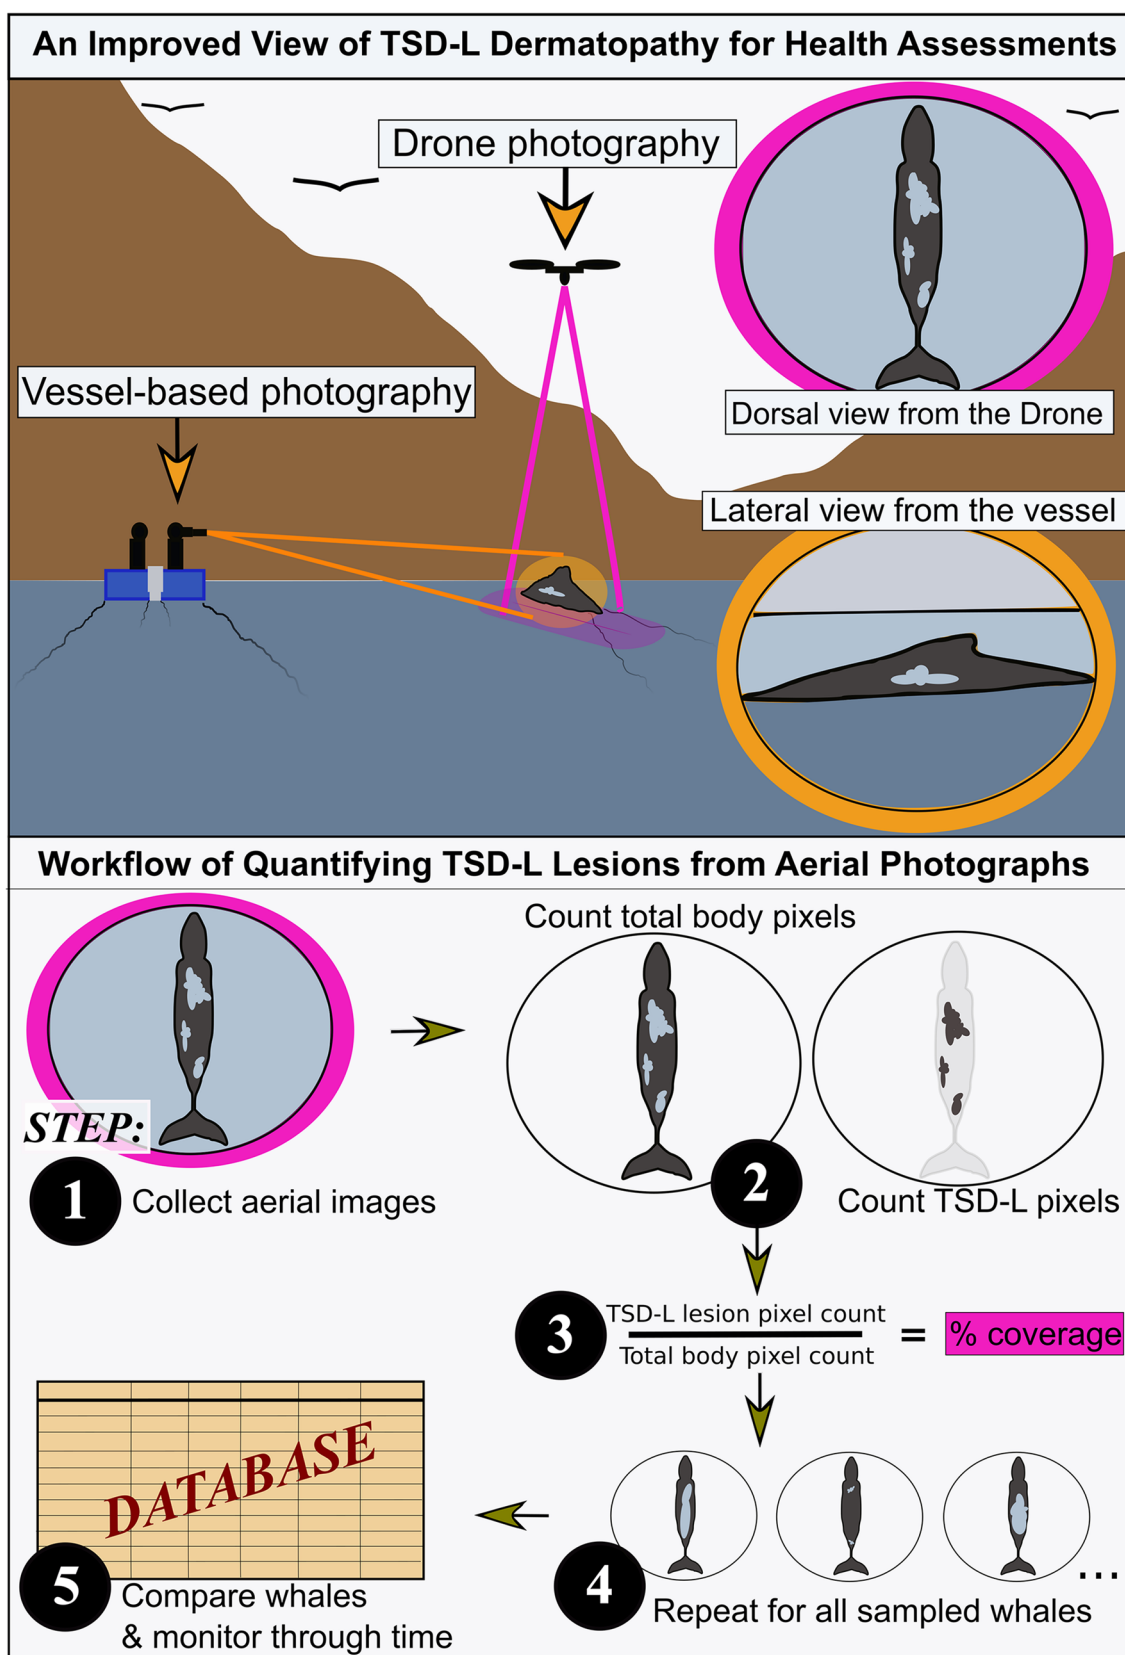 An Improved View of TSD-L Dermatopathy for Health Assessments
Drone photography
Vessel-based photography
Dorsal view from the Drone
Lateral view from the vessel
Workflow of Quantifying TSD-L Lesions from Aerial Photographs
Count total body pixels
STEP:
1 Collect aerial images
2
Count TSD-L pixels
3
TSD-L lesion pixel count
Total body pixel count
= % coverage
DATABASE
4
Repeat for all sampled whales
...
5
Compare whales
& monitor through time